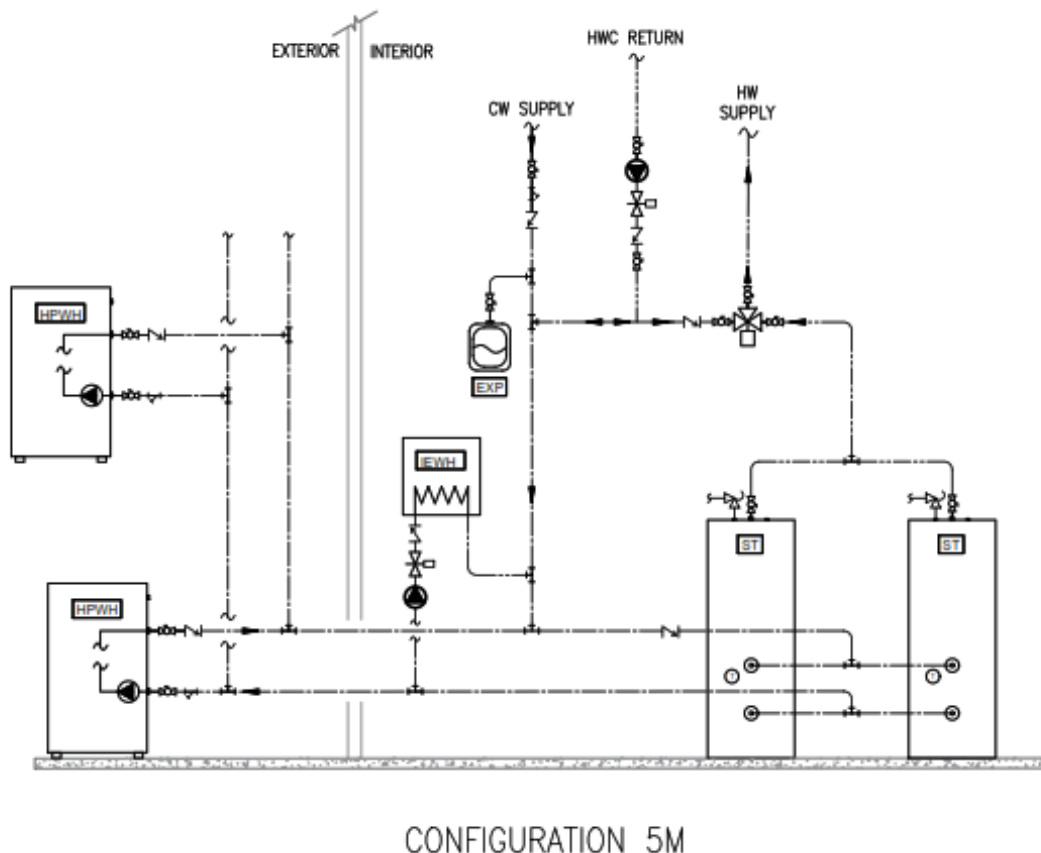 EXTERIOR
INTERIOR
HWC RETURN
CW SUPPLY
HW
SUPPLY
HPWH
EXP
IEWH
ST
ST
HPWH
T
T
CONFIGURATION 5M